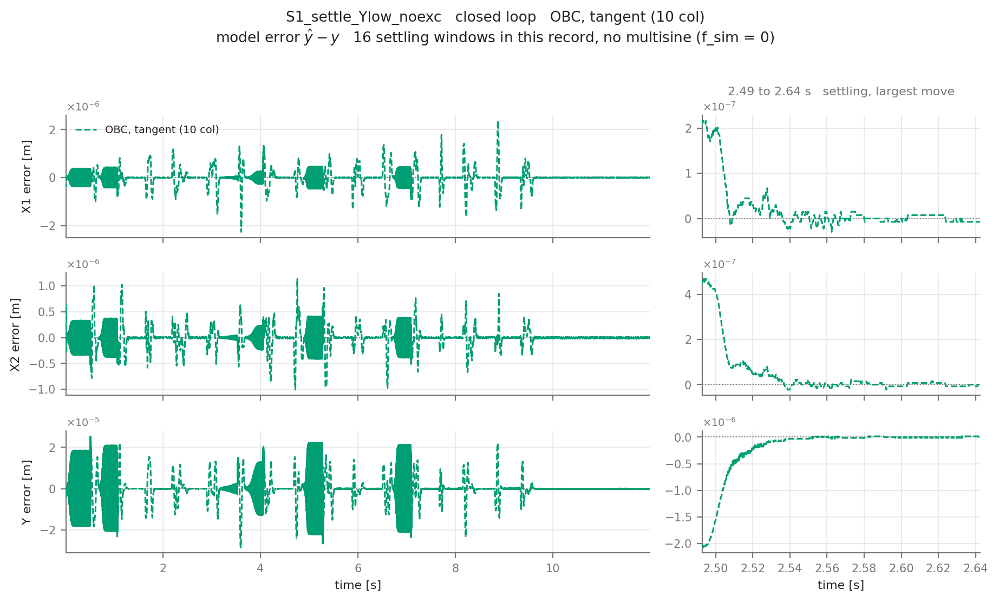 S1_settle_Ylow_noexc   closed loop   OBC, tangent (10 col)
model error ŷ − y   16 settling windows in this record, no multisine (f_sim = 0)
2.49 to 2.64 s   settling, largest move
×10⁻⁶
×10⁻⁷
OBC, tangent (10 col)
X1 error [m]
2
0
−2
2
1
0
×10⁻⁶
×10⁻⁷
X2 error [m]
1.0
0.5
0.0
−0.5
−1.0
4
2
0
×10⁻⁵
×10⁻⁶
Y error [m]
2
0
−2
0.0
−0.5
−1.0
−1.5
−2.0
2 4 6 8 10
2.50 2.52 2.54 2.56 2.58 2.60 2.62 2.64
time [s]
time [s]